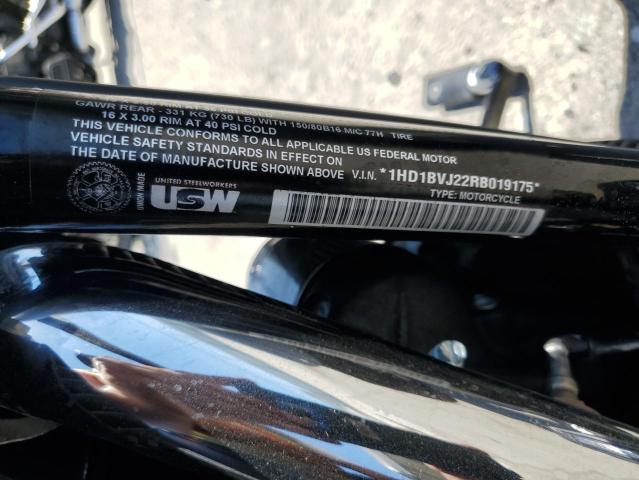 GAWR REAR - 331 KG (730 LB) WITH 150/80B16 M/C 77H TIRE
16 X 3.00 RIM AT 40 PSI COLD
THIS VEHICLE CONFORMS TO ALL APPLICABLE US FEDERAL MOTOR
VEHICLE SAFETY STANDARDS IN EFFECT ON
THE DATE OF MANUFACTURE SHOWN ABOVE V.I.N. *1HD1BVJ22RB019175*
TYPE: MOTORCYCLE
UNION MADE
UNITED STEELWORKERS
USW